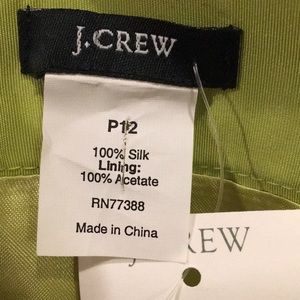 J.CREW
P12
100% Silk
Lining:
100% Acetate
RN77388
Made in China
J.CREW